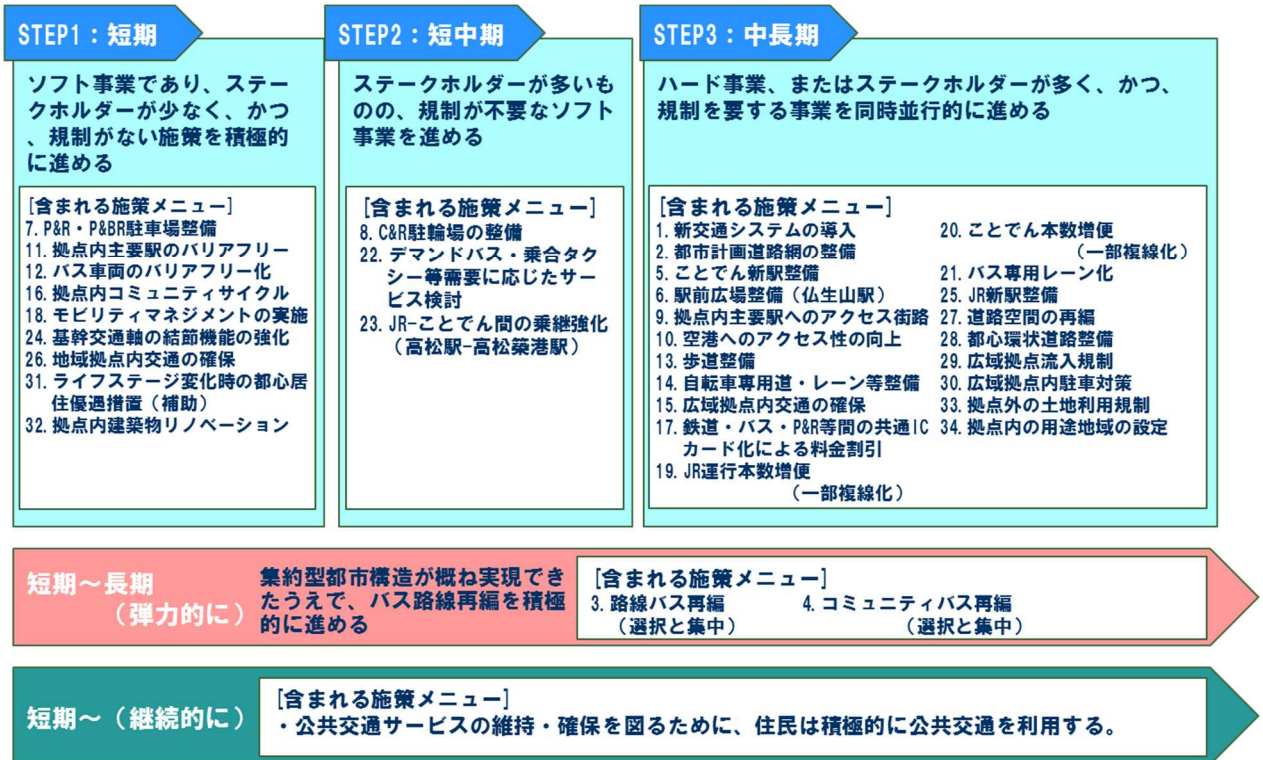 STEP1：短期
ソフト事業であり、ステー
クホルダーが少なく、かつ
、規制がない施策を積極的
に進める
[含まれる施策メニュー]
7. P&R・P&BR駐車場整備
11. 拠点内主要駅のバリアフリー
12. バス車両のバリアフリー化
16. 拠点内コミュニティサイクル
18. モビリティマネジメントの実施
24. 基幹交通軸の結節機能の強化
26. 地域拠点内交通の確保
31. ライフステージ変化時の都心居
住優遇措置（補助）
32. 拠点内建築物リノベーション
STEP2：短中期
ステークホルダーが多いも
のの、規制が不要なソフト
事業を進める
[含まれる施策メニュー]
8. C&R駐輪場の整備
22. デマンドバス・乗合タク
シー等需要に応じたサー
ビス検討
23. JR-ことでん間の乗継強化
（高松駅-高松築港駅）
STEP3：中長期
ハード事業、またはステークホルダーが多く、かつ、
規制を要する事業を同時並行的に進める
[含まれる施策メニュー]
1. 新交通システムの導入
2. 都市計画道路網の整備
5. ことでん新駅整備
6. 駅前広場整備（仏生山駅）
9. 拠点内主要駅へのアクセス街路
10. 空港へのアクセス性の向上
13. 歩道整備
14. 自転車専用道・レーン等整備
15. 広域拠点内交通の確保
17. 鉄道・バス・P&R等間の共通IC
カード化による料金割引
19. JR運行本数増便
（一部複線化）
20. ことでん本数増便
（一部複線化）
21. バス専用レーン化
25. JR新駅整備
27. 道路空間の再編
28. 都心環状道路整備
29. 広域拠点流入規制
30. 広域拠点内駐車対策
33. 拠点外の土地利用規制
34. 拠点内の用途地域の設定
短期～長期
（弾力的に）
集約型都市構造が概ね実現でき
たうえで、バス路線再編を積極
的に進める
[含まれる施策メニュー]
3. 路線バス再編
（選択と集中）
4. コミュニティバス再編
（選択と集中）
短期～（継続的に）
[含まれる施策メニュー]
・公共交通サービスの維持・確保を図るために、住民は積極的に公共交通を利用する。